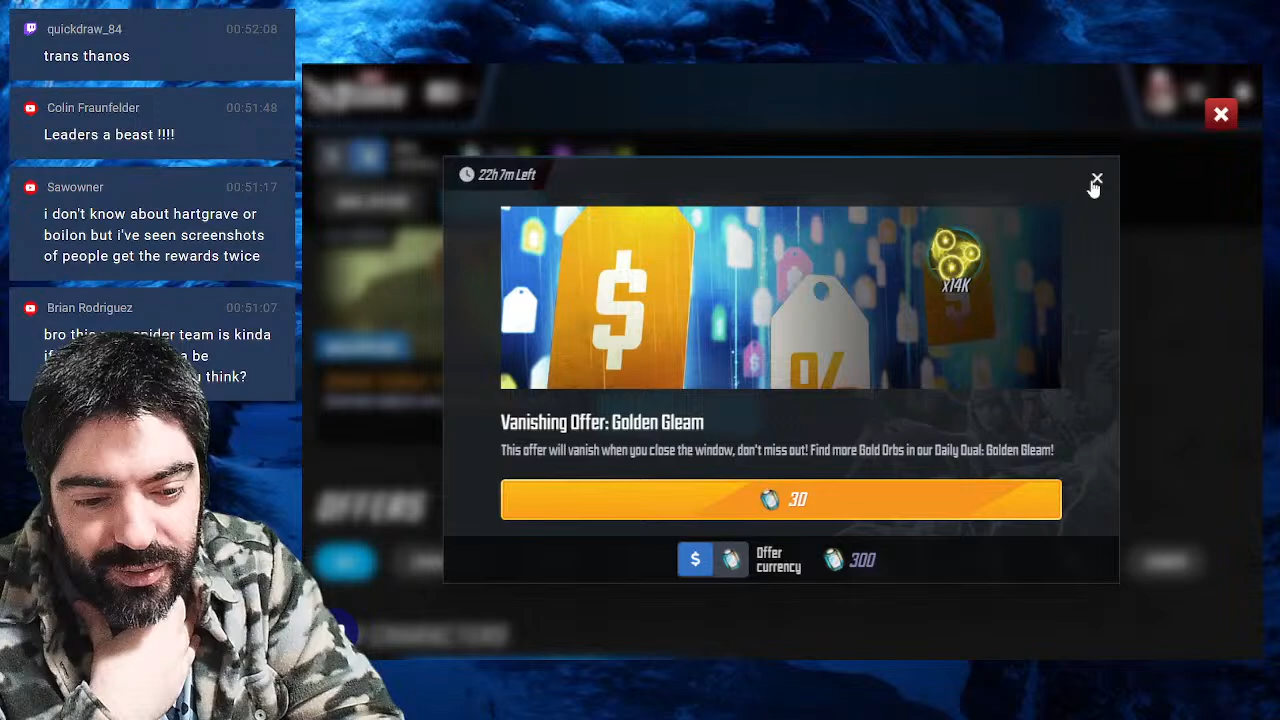 quickdraw_84 00:52:08
trans thanos
Colin Fraunfelder 00:51:48
Leaders a beast !!!!
Sawowner 00:51:17
i don't know about hartgrave or
boilon but i've seen screenshots
of people get the rewards twice
Brian Rodriguez 00:51:07
bro this spider team is kinda
be
think?
22h 7m Left
$
%
$
X14K
Vanishing Offer: Golden Gleam
This offer will vanish when you close the window, don't miss out! Find more Gold Orbs in our Daily Dual: Golden Gleam!
30
$
Offer
currency
300
OFFERS
CHARACTERS